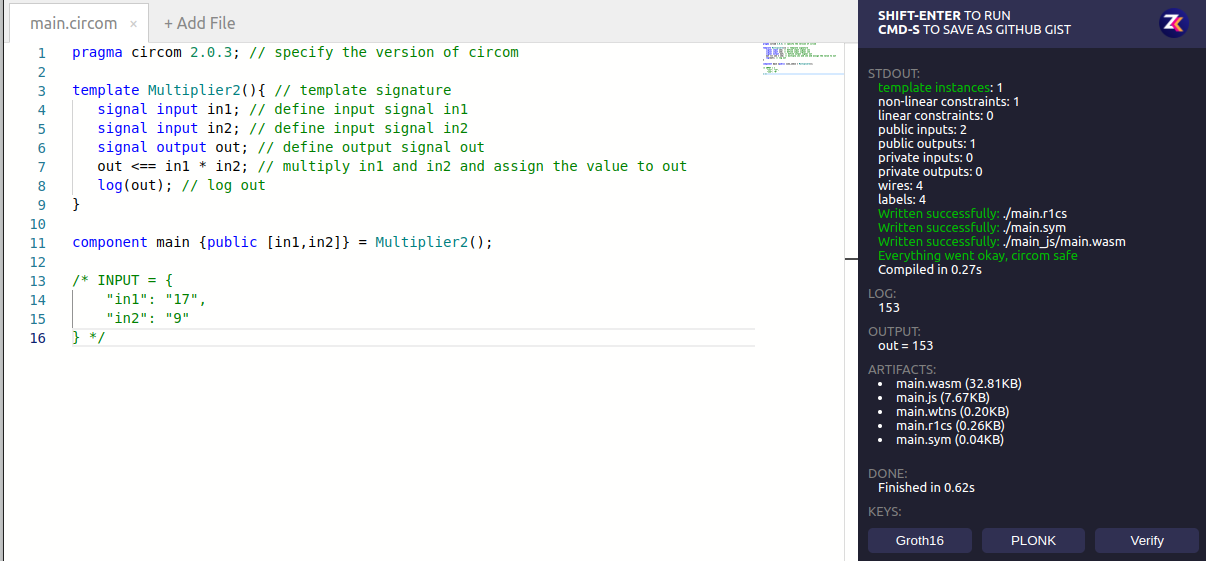 main.circom ×
+ Add File
1 pragma circom 2.0.3; // specify the version of circom
2
3 template Multiplier2(){ // template signature
4 signal input in1; // define input signal in1
5 signal input in2; // define input signal in2
6 signal output out; // define output signal out
7 out <== in1 * in2; // multiply in1 and in2 and assign the value to out
8 log(out); // log out
9 }
10
11 component main {public [in1,in2]} = Multiplier2();
12
13 /* INPUT = {
14 "in1": "17",
15 "in2": "9"
16 } */
SHIFT-ENTER TO RUN
CMD-S TO SAVE AS GITHUB GIST
ZK
STDOUT:
template instances: 1
non-linear constraints: 1
linear constraints: 0
public inputs: 2
public outputs: 1
private inputs: 0
private outputs: 0
wires: 4
labels: 4
Written successfully: ./main.r1cs
Written successfully: ./main.sym
Written successfully: ./main_js/main.wasm
Everything went okay, circom safe
Compiled in 0.27s
LOG:
153
OUTPUT:
out = 153
ARTIFACTS:
• main.wasm (32.81KB)
• main.js (7.67KB)
• main.wtns (0.20KB)
• main.r1cs (0.26KB)
• main.sym (0.04KB)
DONE:
Finished in 0.62s
KEYS:
Groth16
PLONK
Verify